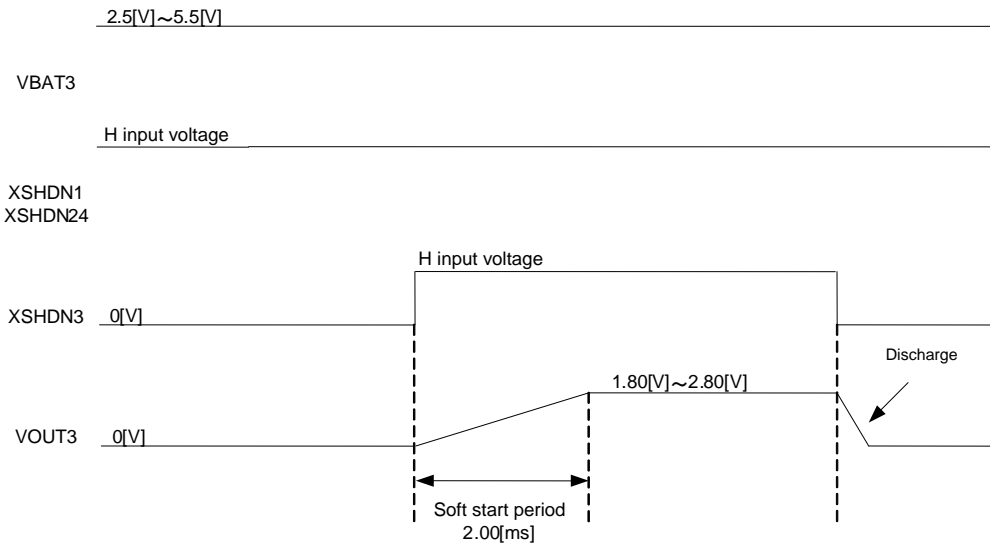 2.5[V]～5.5[V]
VBAT3
H input voltage
XSHDN1
XSHDN24
H input voltage
XSHDN3
0[V]
Discharge
1.80[V]～2.80[V]
VOUT3
0[V]
Soft start period
2.00[ms]